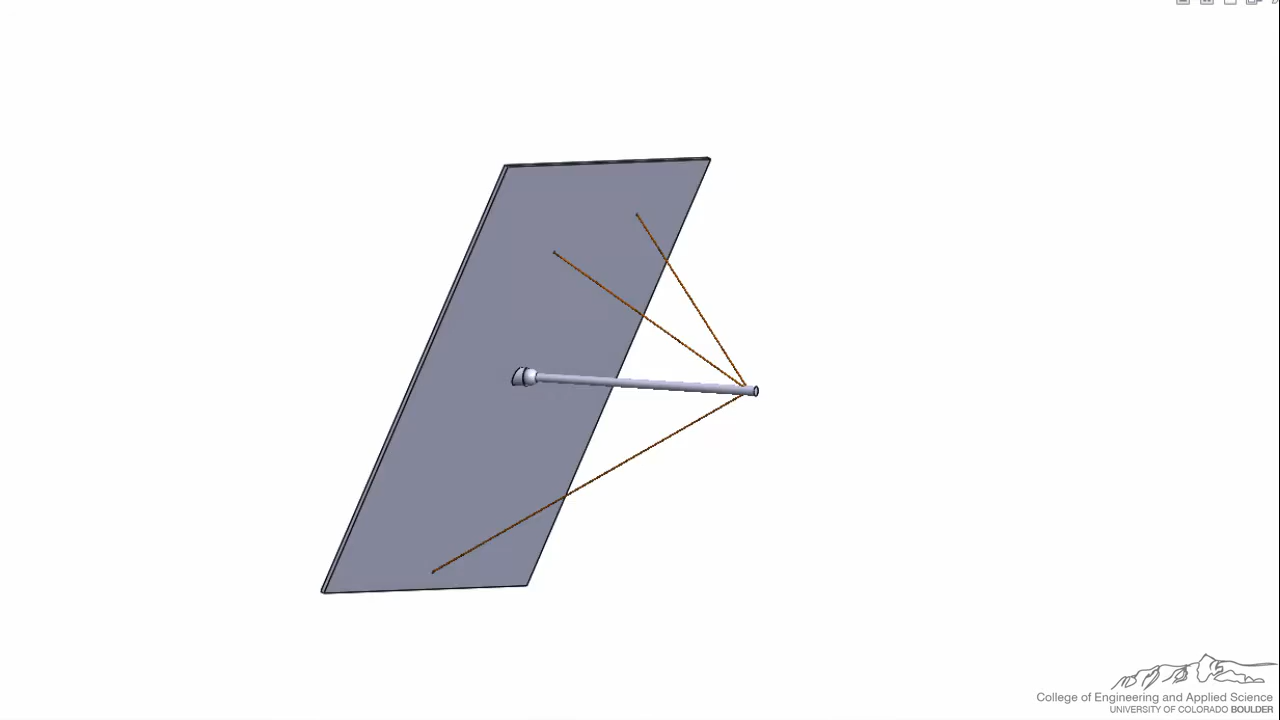 College of Engineering and Applied Science
UNIVERSITY OF COLORADO BOULDER